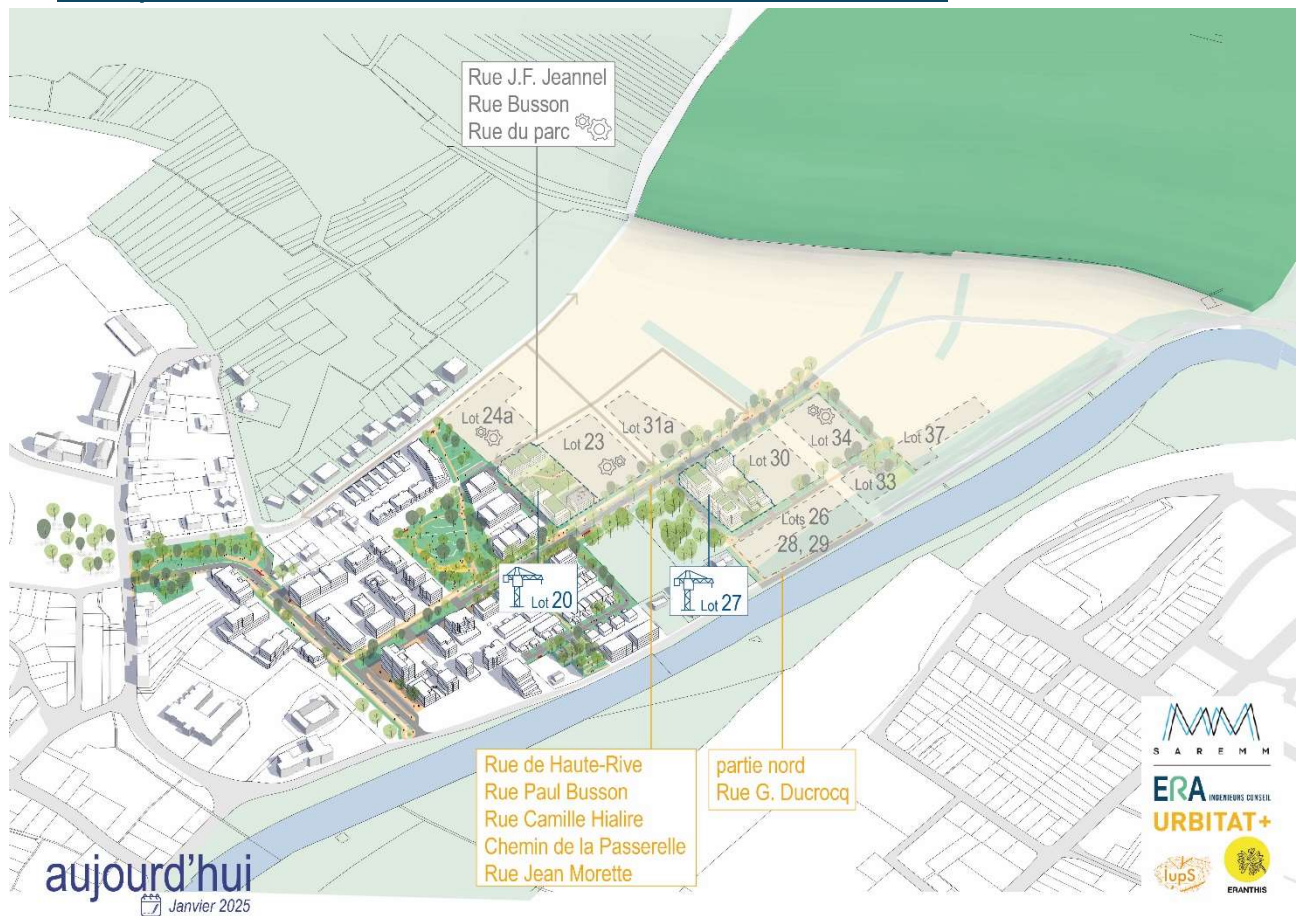 Rue J.F. Jeannel
Rue Busson
Rue du parc
Lot 24a
Lot 23
Lot 31a
Lot 34
Lot 37
Lot 30
Lot 33
Lots 26
28, 29
Lot 20
Lot 27
Rue de Haute-Rive
Rue Paul Busson
Rue Camille Hialire
Chemin de la Passerelle
Rue Jean Morette
partie nord
Rue G. Ducrocq
SAREMM
ERA INGENIEURS CONSEIL
URBITAT+
iupS
ERANTHIS
aujourd'hui
Janvier 2025